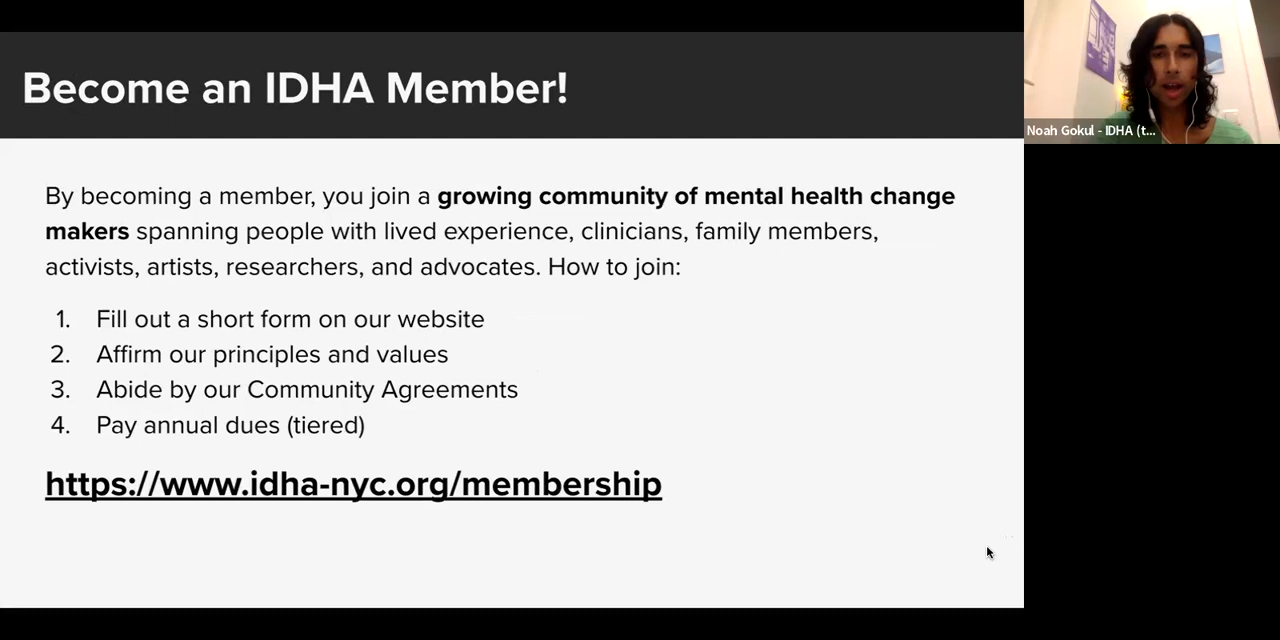 Become an IDHA Member!
By becoming a member, you join a growing community of mental health change
makers spanning people with lived experience, clinicians, family members,
activists, artists, researchers, and advocates. How to join:
1. Fill out a short form on our website
2. Affirm our principles and values
3. Abide by our Community Agreements
4. Pay annual dues (tiered)
https://www.idha-nyc.org/membership
Noah Gokul - IDHA (t...